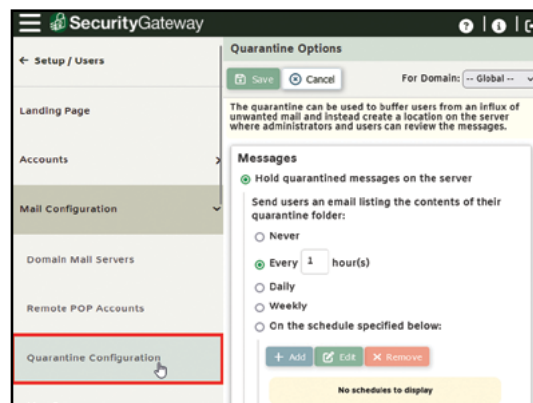 SecurityGateway
← Setup / Users
Landing Page
Accounts
Mail Configuration
Domain Mail Servers
Remote POP Accounts
Quarantine Configuration
Quarantine Options
Save Cancel For Domain: -- Global --
The quarantine can be used to buffer users from an influx of
unwanted mail and instead create a location on the server
where administrators and users can review the messages.
Messages
Hold quarantined messages on the server
Send users an email listing the contents of their
quarantine folder:
Never
Every 1 hour(s)
Daily
Weekly
On the schedule specified below:
+ Add Edit × Remove
No schedules to display